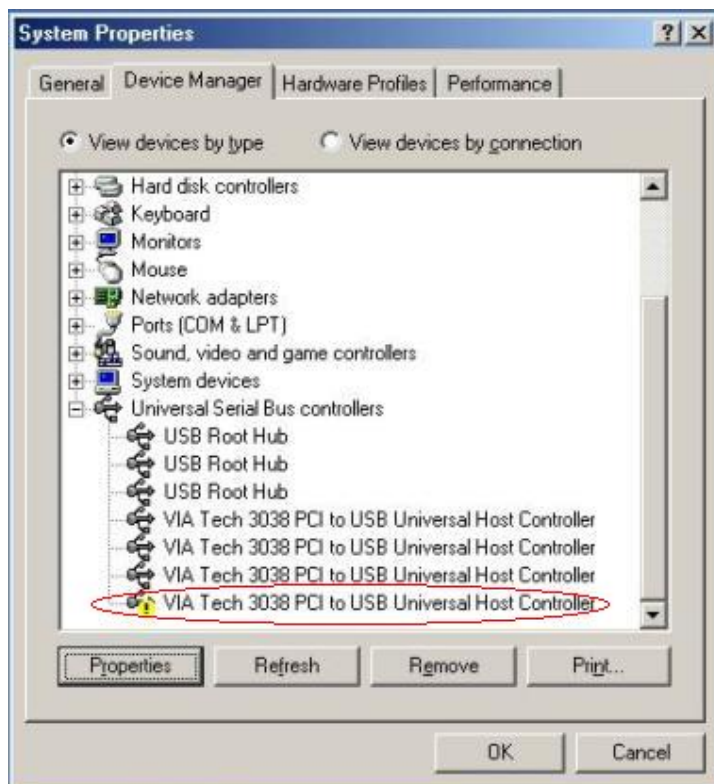 System Properties
General Device Manager Hardware Profiles Performance
View devices by type View devices by connection
Hard disk controllers
Keyboard
Monitors
Mouse
Network adapters
Ports (COM & LPT)
Sound, video and game controllers
System devices
Universal Serial Bus controllers
USB Root Hub
USB Root Hub
USB Root Hub
VIA Tech 3038 PCI to USB Universal Host Controller
VIA Tech 3038 PCI to USB Universal Host Controller
VIA Tech 3038 PCI to USB Universal Host Controller
VIA Tech 3038 PCI to USB Universal Host Controller
Properties Refresh Remove Print...
OK Cancel